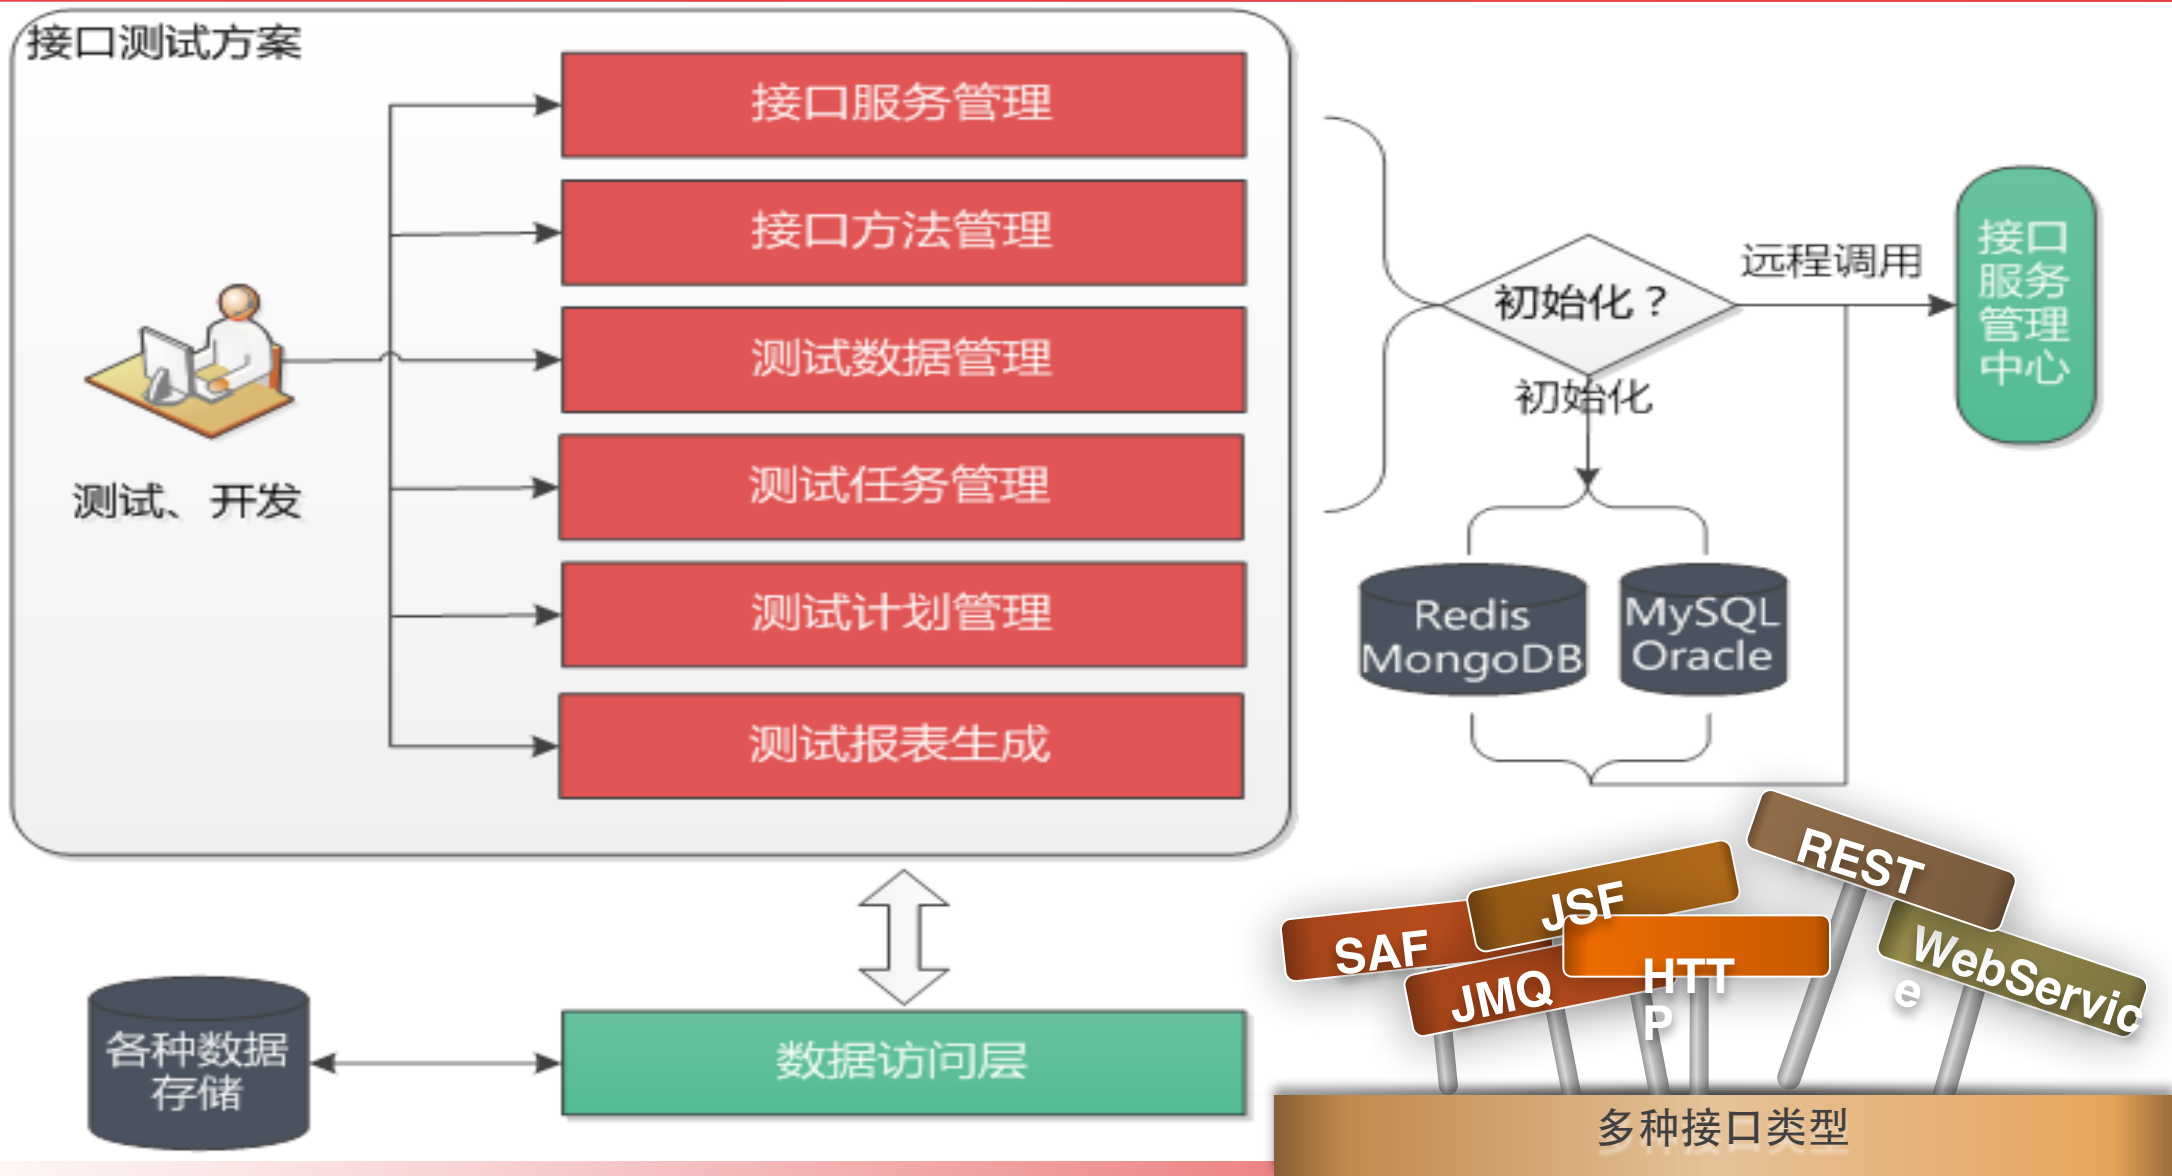 接口测试方案
接口服务管理
接口方法管理
测试数据管理
测试任务管理
测试计划管理
测试报表生成
测试、开发
初始化？
远程调用
初始化
接口
服务
管理
中心
Redis
MongoDB
MySQL
Oracle
各种数据
存储
数据访问层
SAF
JSF
JMQ
HTT
P
REST
WebServic
e
多种接口类型